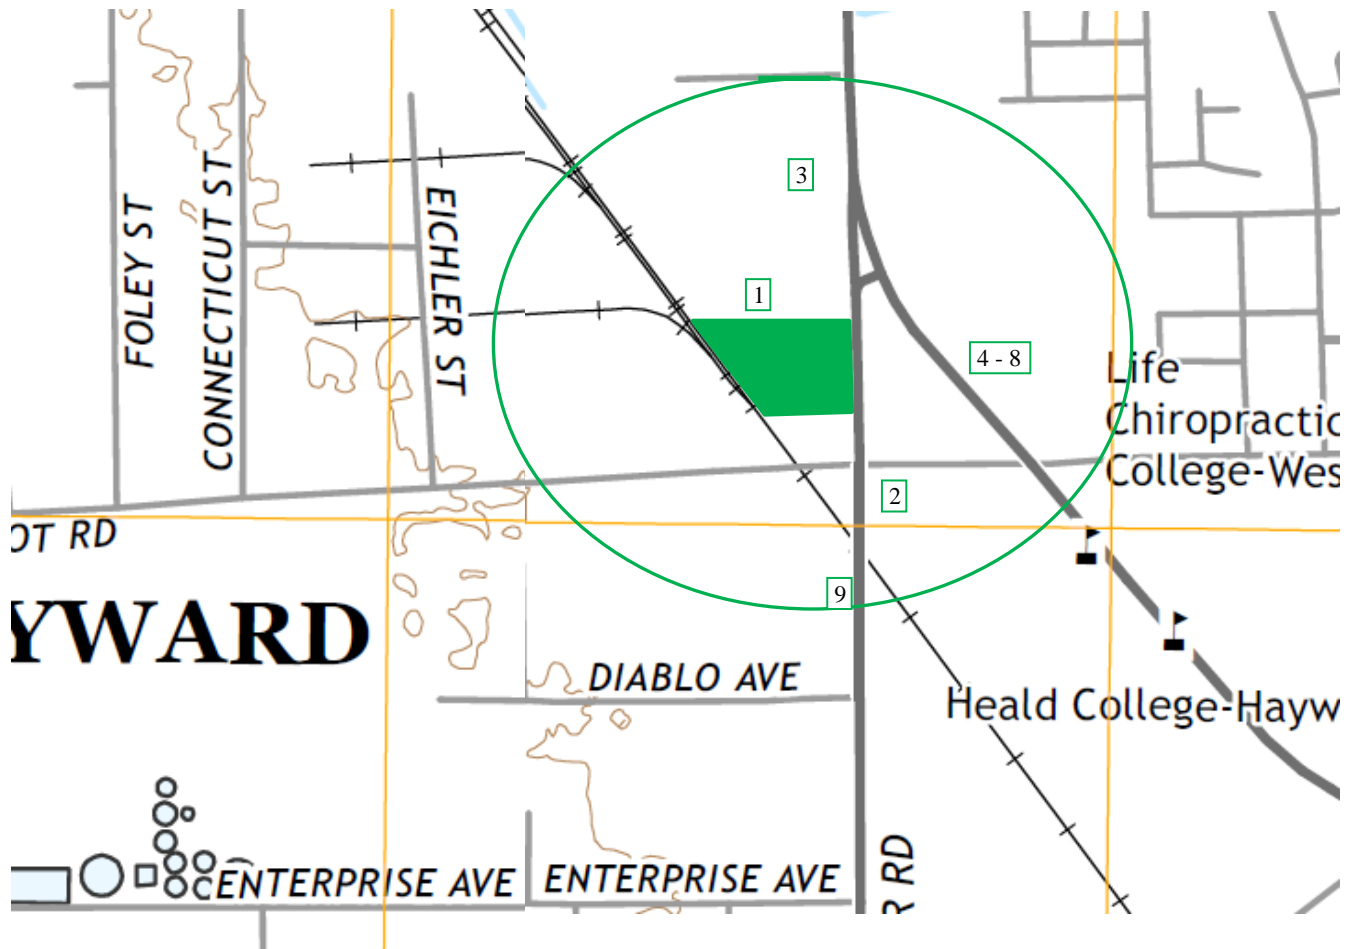 FOLEY ST
CONNECTICUT ST
EICHLER ST
3
1
4 - 8
Life
Chiropractic
College-Wes
2
OT RD
9
YWARD
DIABLO AVE
Heald College-Hayw
R RD
ENTERPRISE AVE
ENTERPRISE AVE